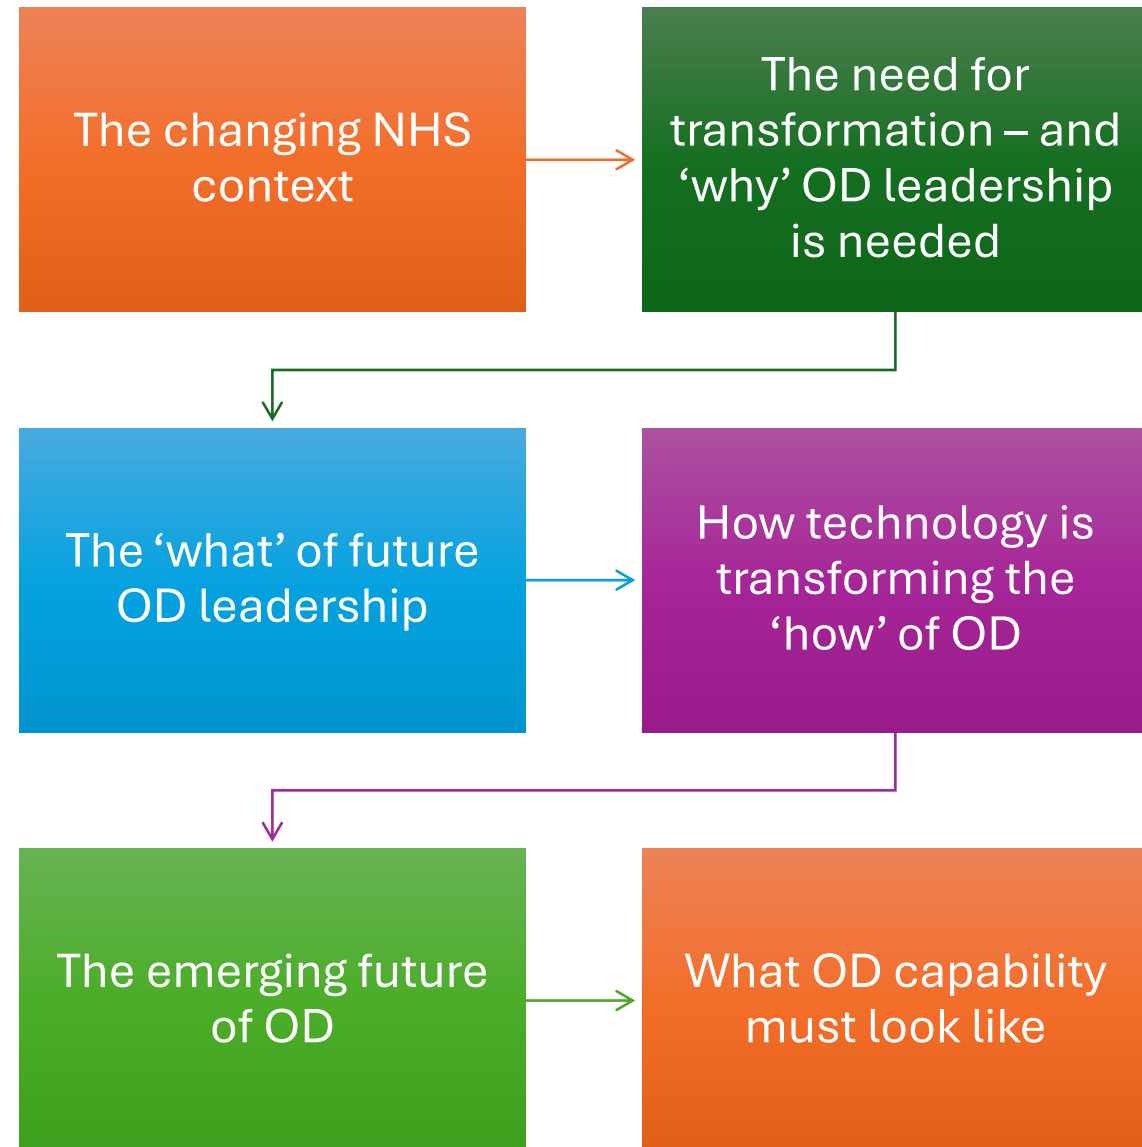 The changing NHS
context
The need for
transformation – and
‘why’ OD leadership
is needed
The ‘what’ of future
OD leadership
How technology is
transforming the
‘how’ of OD
The emerging future
of OD
What OD capability
must look like